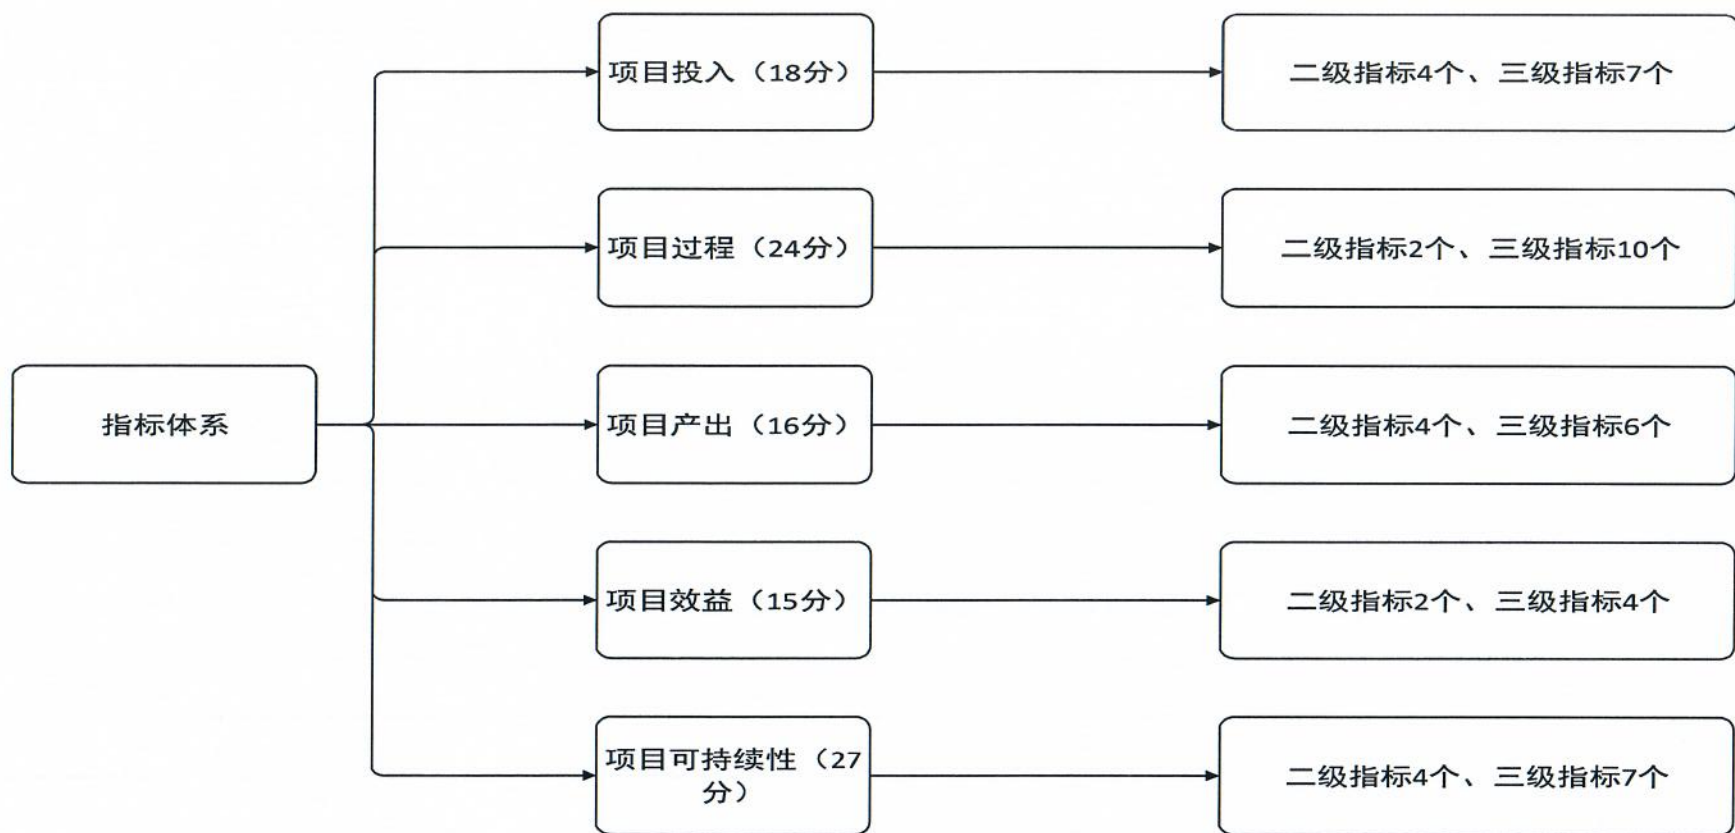 项目投入（18分）
二级指标4个、三级指标7个
项目过程（24分）
二级指标2个、三级指标10个
指标体系
项目产出（16分）
二级指标4个、三级指标6个
项目效益（15分）
二级指标2个、三级指标4个
项目可持续性（27
分）
二级指标4个、三级指标7个